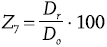 Z₇ = Dᵣ / Dₒ · 100